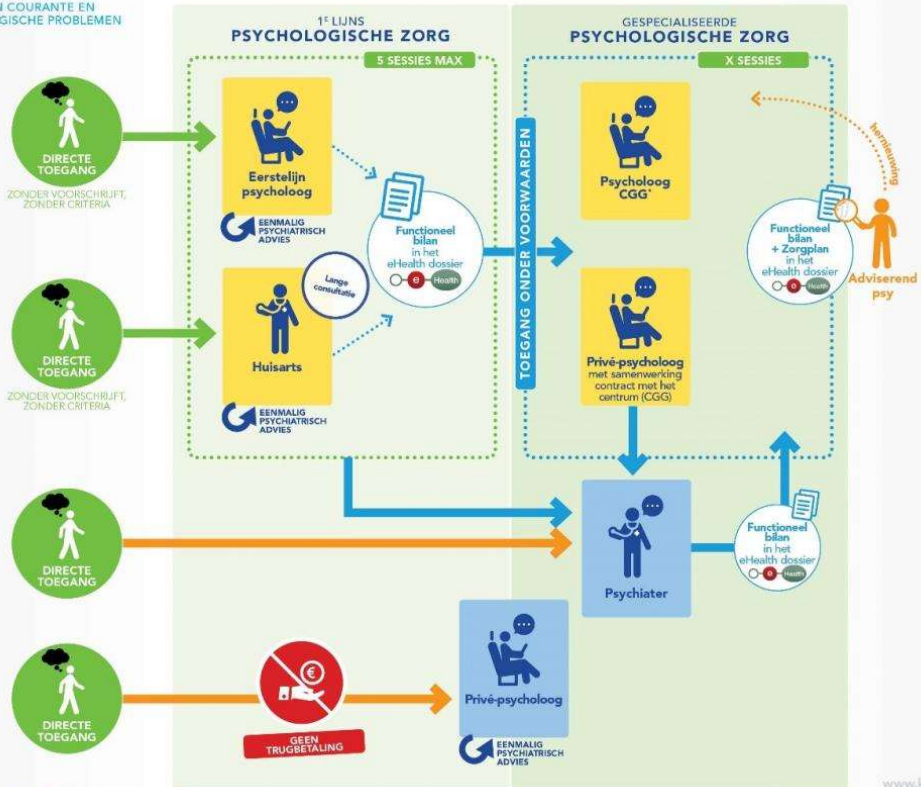 N COURANTE EN
GISCHE PROBLEMEN
1E LIJNS
PSYCHOLOGISCHE ZORG
GESPECIALISEERDE
PSYCHOLOGISCHE ZORG
5 SESSIES MAX
X SESSIES
DIRECTE
TOEGANG
ZONDER VOORSCHRIFT,
ZONDER CRITERIA
Eerstelijn
psycholoog
EENMALIG
PSYCHIATRISCH
ADVIES
Functioneel
bilan
in het
eHealth dossier
e Health
Lange
consultatie
TOEGANG ONDER VOORWAARDEN
Psycholoog
CGG*
hernieuwing
Functioneel
bilan
+ Zorgplan
in het
eHealth dossier
e Health
Adviserend
psy
DIRECTE
TOEGANG
ZONDER VOORSCHRIFT,
ZONDER CRITERIA
Huisarts
EENMALIG
PSYCHIATRISCH
ADVIES
Privé-psycholoog
met samenwerking
contract met het
centrum (CGG)
DIRECTE
TOEGANG
Psychiater
Functioneel
bilan
in het
eHealth dossier
e Health
DIRECTE
TOEGANG
€
GEEN
TRUGBETALING
Privé-psycholoog
EENMALIG
PSYCHIATRISCH
ADVIES